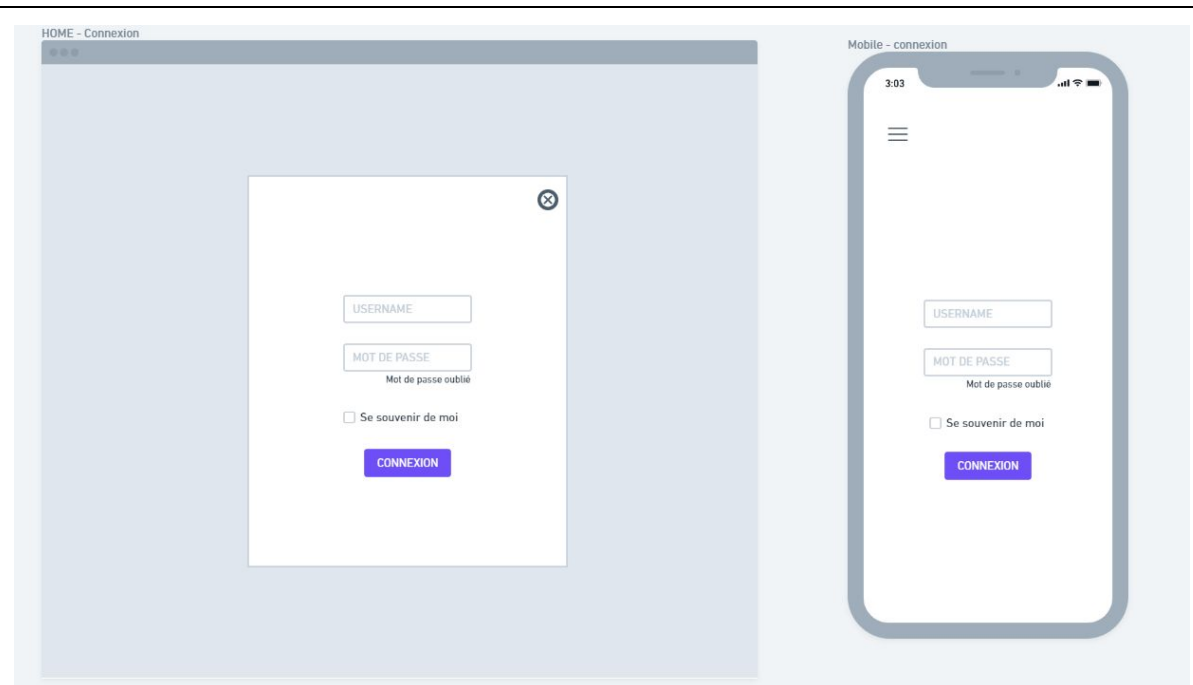 HOME - Connexion
USERNAME
MOT DE PASSE
Mot de passe oublié
Se souvenir de moi
CONNEXION
Mobile - connexion
3:03
USERNAME
MOT DE PASSE
Mot de passe oublié
Se souvenir de moi
CONNEXION